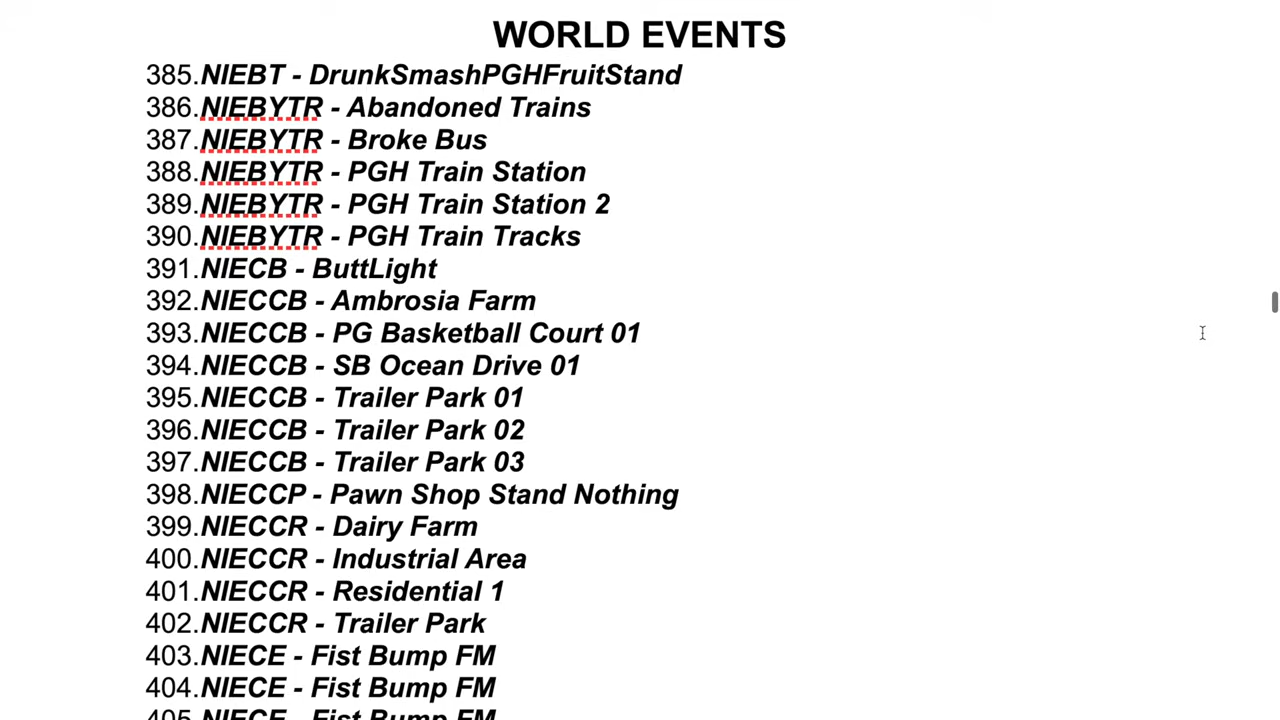 WORLD EVENTS
385.NIEBT - DrunkSmashPGHFruitStand
386.NIEBYTR - Abandoned Trains
387.NIEBYTR - Broke Bus
388.NIEBYTR - PGH Train Station
389.NIEBYTR - PGH Train Station 2
390.NIEBYTR - PGH Train Tracks
391.NIECB - ButtLight
392.NIECCB - Ambrosia Farm
393.NIECCB - PG Basketball Court 01
394.NIECCB - SB Ocean Drive 01
395.NIECCB - Trailer Park 01
396.NIECCB - Trailer Park 02
397.NIECCB - Trailer Park 03
398.NIECCP - Pawn Shop Stand Nothing
399.NIECCR - Dairy Farm
400.NIECCR - Industrial Area
401.NIECCR - Residential 1
402.NIECCR - Trailer Park
403.NIECE - Fist Bump FM
404.NIECE - Fist Bump FM
405.NIECE - Fist Bump FM